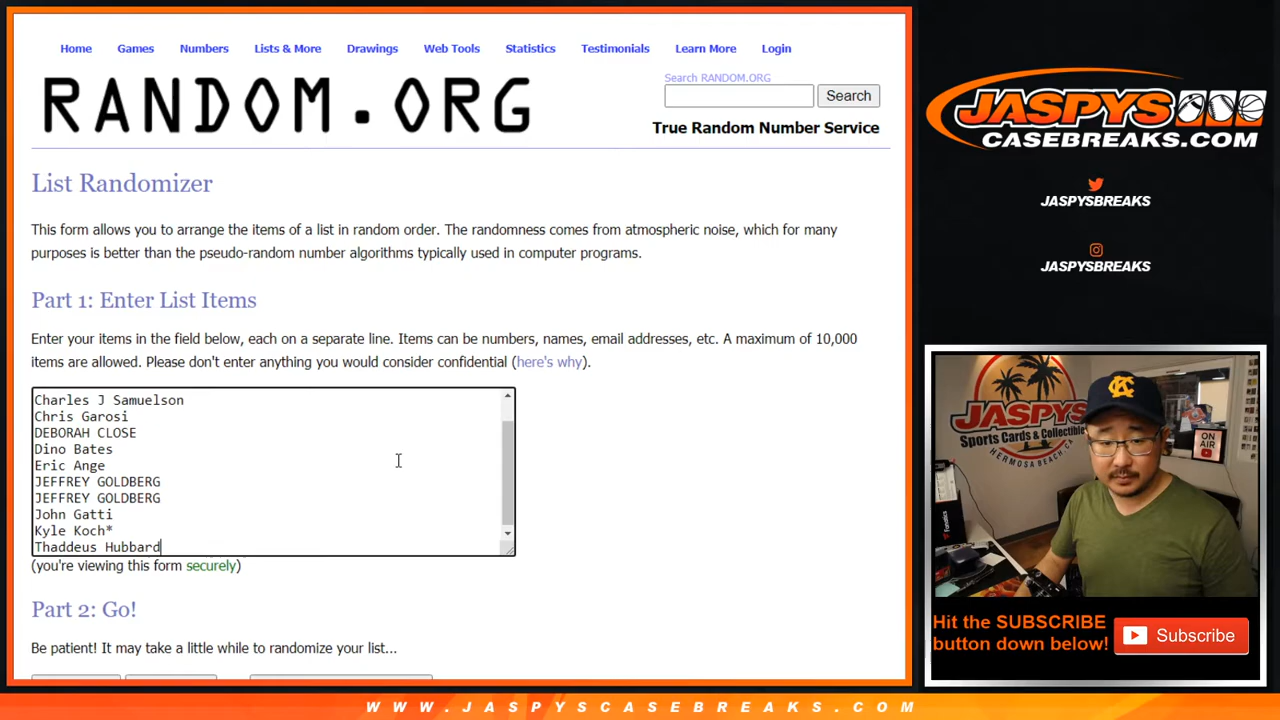 Home Games Numbers Lists & More Drawings Web Tools Statistics Testimonials Learn More Login
RANDOM.ORG
Search RANDOM.ORG
Search
True Random Number Service
List Randomizer
This form allows you to arrange the items of a list in random order. The randomness comes from atmospheric noise, which for many
purposes is better than the pseudo-random number algorithms typically used in computer programs.
Part 1: Enter List Items
Enter your items in the field below, each on a separate line. Items can be numbers, names, email addresses, etc. A maximum of 10,000
items are allowed. Please don't enter anything you would consider confidential (here's why).
Charles J Samuelson
Chris Garosi
DEBORAH CLOSE
Dino Bates
Eric Ange
JEFFREY GOLDBERG
JEFFREY GOLDBERG
John Gatti
Kyle Koch*
Thaddeus Hubbard
(you're viewing this form securely)
Part 2: Go!
Be patient! It may take a little while to randomize your list...
JASPYS
CASEBREAKS.COM
JASPYSBREAKS
JASPYSBREAKS
JASPYS
Sports Cards & Collectibles
HERMOSA BEACH, CA
KC
ON
AIR
Fanatics
Hit the SUBSCRIBE
button down below!
Subscribe
WWW.JASPYSCASEBREAKS.COM